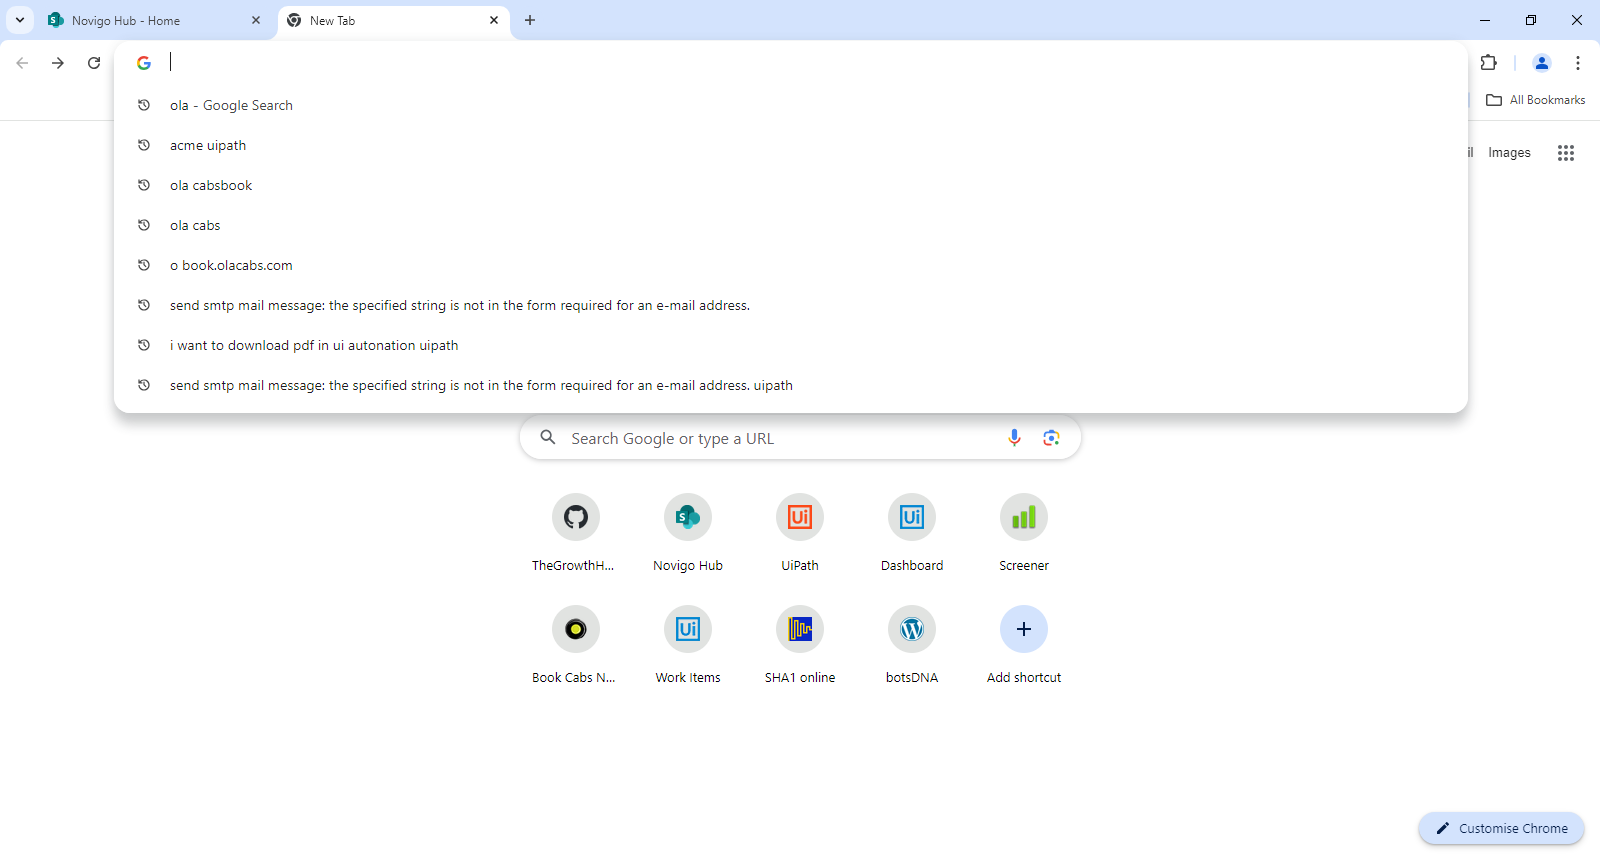 Novigo Hub - Home
New Tab
ola - Google Search
acme uipath
ola cabsbook
ola cabs
o book.olacabs.com
send smtp mail message: the specified string is not in the form required for an e-mail address.
i want to download pdf in ui autonation uipath
send smtp mail message: the specified string is not in the form required for an e-mail address. uipath
All Bookmarks
Images
Search Google or type a URL
TheGrowthH...
Novigo Hub
UiPath
Dashboard
Screener
Book Cabs N...
Work Items
SHA1 online
botsDNA
Add shortcut
Customise Chrome